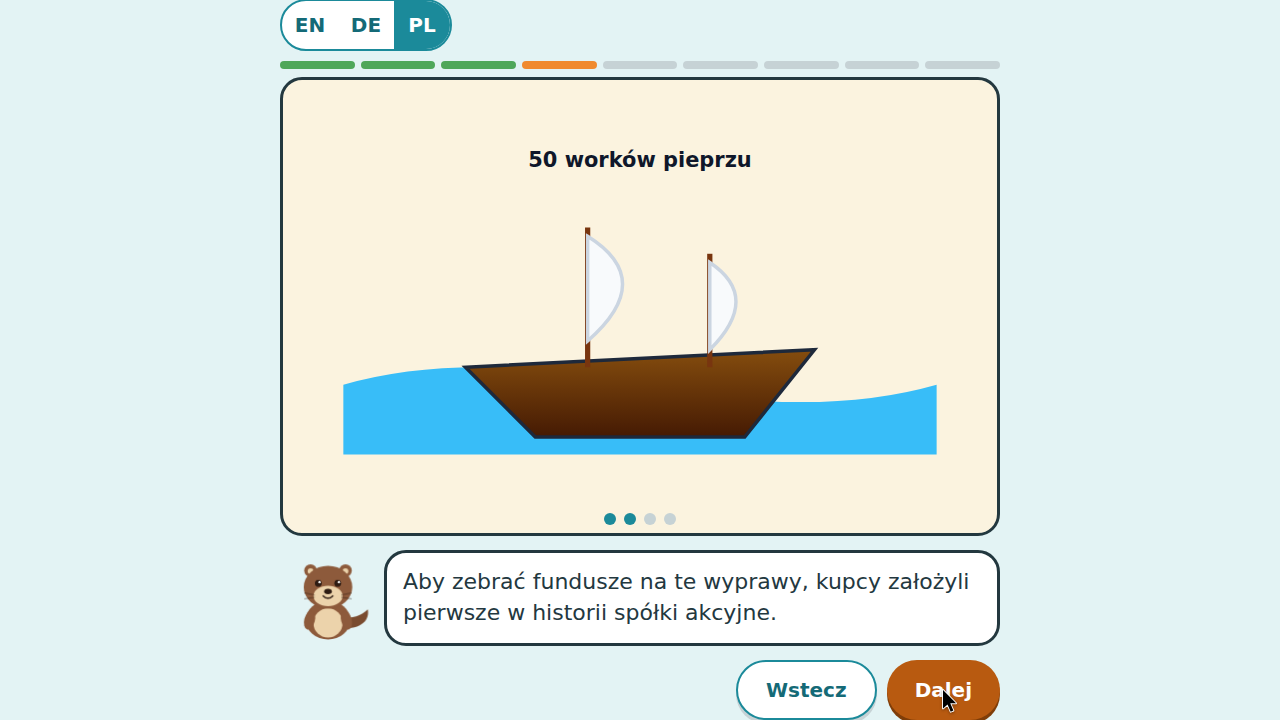 EN DE PL
50 worków pieprzu
Aby zebrać fundusze na te wyprawy, kupcy założyli
pierwsze w historii spółki akcyjne.
Wstecz Dalej